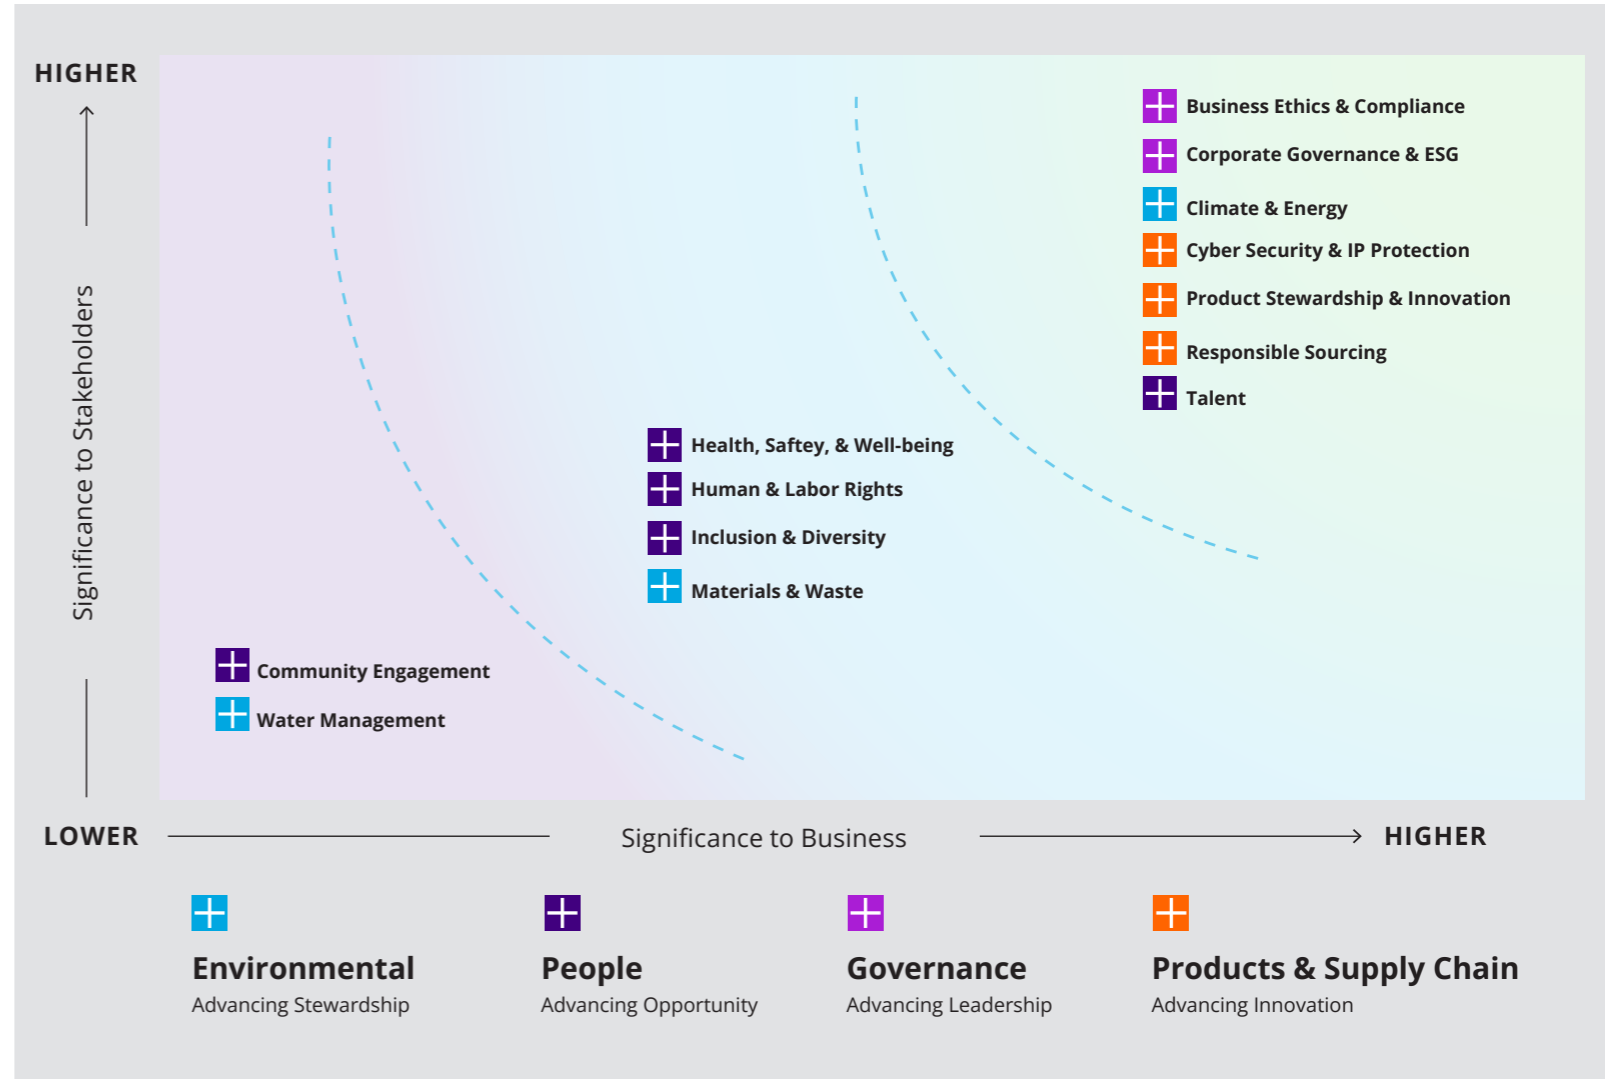 HIGHER
Significance to Stakeholders
Business Ethics & Compliance
Corporate Governance & ESG
Climate & Energy
Cyber Security & IP Protection
Product Stewardship & Innovation
Responsible Sourcing
Talent
Health, Saftey, & Well-being
Human & Labor Rights
Inclusion & Diversity
Materials & Waste
Community Engagement
Water Management
LOWER
Significance to Business
HIGHER
Environmental
Advancing Stewardship
People
Advancing Opportunity
Governance
Advancing Leadership
Products & Supply Chain
Advancing Innovation